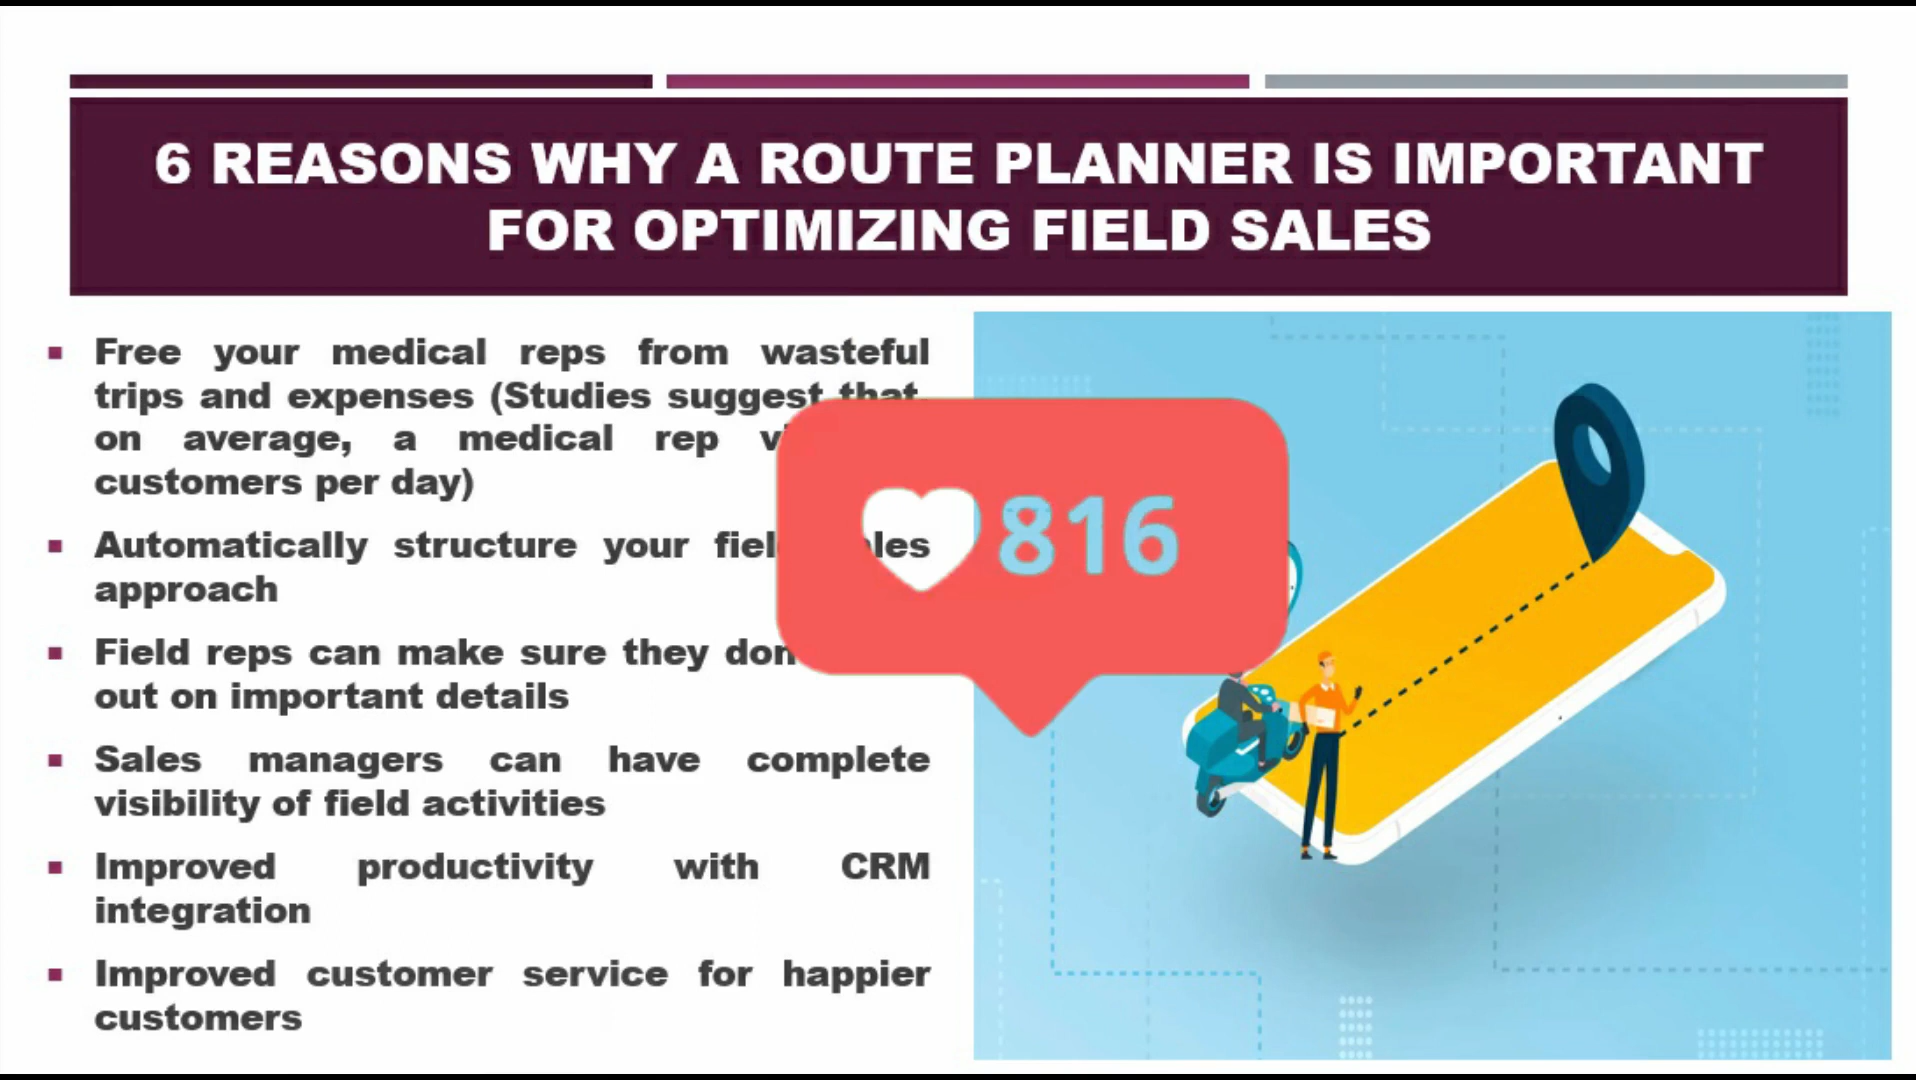 6 REASONS WHY A ROUTE PLANNER IS IMPORTANT
FOR OPTIMIZING FIELD SALES
Free your medical reps from wasteful
trips and expenses (Studies suggest that,
on average, a medical rep
customers per day)
Automatically structure your
approach
Field reps can make sure they
out on important details
Sales managers can have complete
visibility of field activities
Improved productivity with CRM
integration
Improved customer service for happier
customers
816